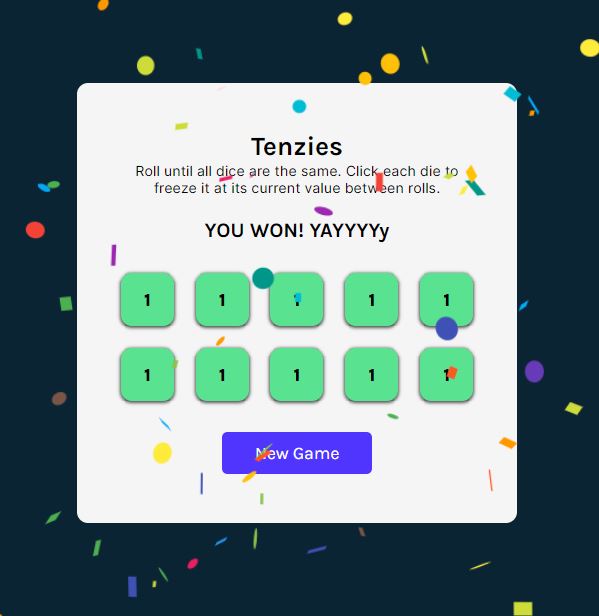 Tenzies
Roll until all dice are the same. Click each die to
freeze it at its current value between rolls.
YOU WON! YAYYYYy
1 1 1 1 1
1 1 1 1 1
New Game